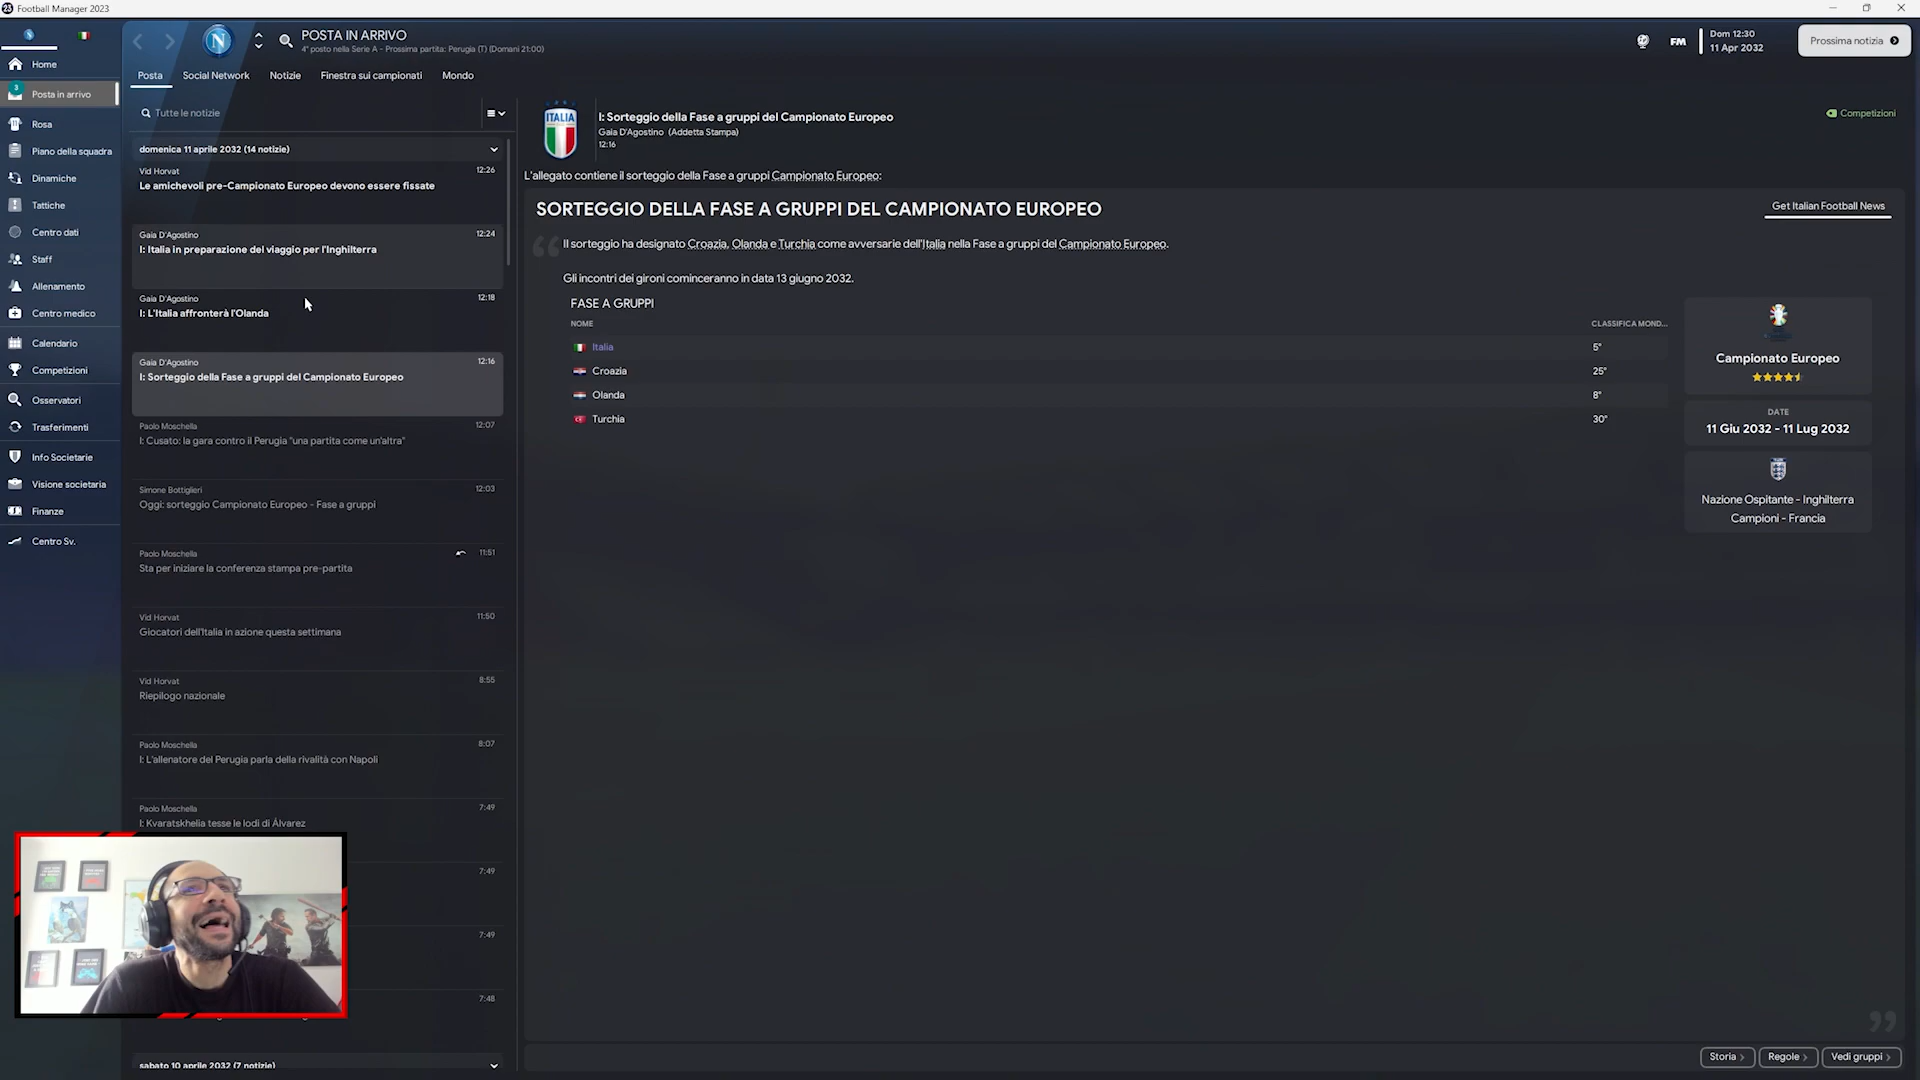 Football Manager 2023
POSTA IN ARRIVO
4° posto nella Serie A - Prossima partita: Perugia (T) (Domani 21:00)
FM
Dom 12:30
11 Apr 2032
Prossima notizia
Home
3
Posta in arrivo
Rosa
Piano della squadra
Dinamiche
Tattiche
Centro dati
Staff
Allenamento
Centro medico
Calendario
Competizioni
Osservatori
Trasferimenti
Info Societarie
Visione societaria
Finanze
Centro Sv.
Posta
Social Network
Notizie
Finestra sui campionati
Mondo
Tutte le notizie
domenica 11 aprile 2032 (14 notizie)
Vid Horvat 12:26
Le amichevoli pre-Campionato Europeo devono essere fissate
Gaia D'Agostino 12:24
I: Italia in preparazione del viaggio per l'Inghilterra
Gaia D'Agostino 12:18
I: L'Italia affronterà l'Olanda
Gaia D'Agostino 12:16
I: Sorteggio della Fase a gruppi del Campionato Europeo
Paolo Moschella 12:07
I: Cusato: la gara contro il Perugia "una partita come un'altra"
Simone Bottiglieri 12:03
Oggi: sorteggio Campionato Europeo - Fase a gruppi
Paolo Moschella 11:51
Sta per iniziare la conferenza stampa pre-partita
Vid Horvat 11:50
Giocatori dell'Italia in azione questa settimana
Vid Horvat 8:55
Riepilogo nazionale
Paolo Moschella 8:07
I: L'allenatore del Perugia parla della rivalità con Napoli
Paolo Moschella 7:49
I: Kvaratskhelia tesse le lodi di Álvarez
7:49
7:49
7:48
sabato 10 aprile 2032 (7 notizie)
ITALIA
I: Sorteggio della Fase a gruppi del Campionato Europeo
Gaia D'Agostino (Addetta Stampa)
12:16
Competizioni
L'allegato contiene il sorteggio della Fase a gruppi Campionato Europeo:
SORTEGGIO DELLA FASE A GRUPPI DEL CAMPIONATO EUROPEO
Get Italian Football News
Il sorteggio ha designato Croazia, Olanda e Turchia come avversarie dell'Italia nella Fase a gruppi del Campionato Europeo.
Gli incontri dei gironi cominceranno in data 13 giugno 2032.
FASE A GRUPPI
NOME CLASSIFICA MOND...
Italia 5°
Croazia 25°
Olanda 8°
Turchia 30°
Campionato Europeo
DATE
11 Giu 2032 - 11 Lug 2032
Nazione Ospitante - Inghilterra
Campioni - Francia
Storia
Regole
Vedi gruppi